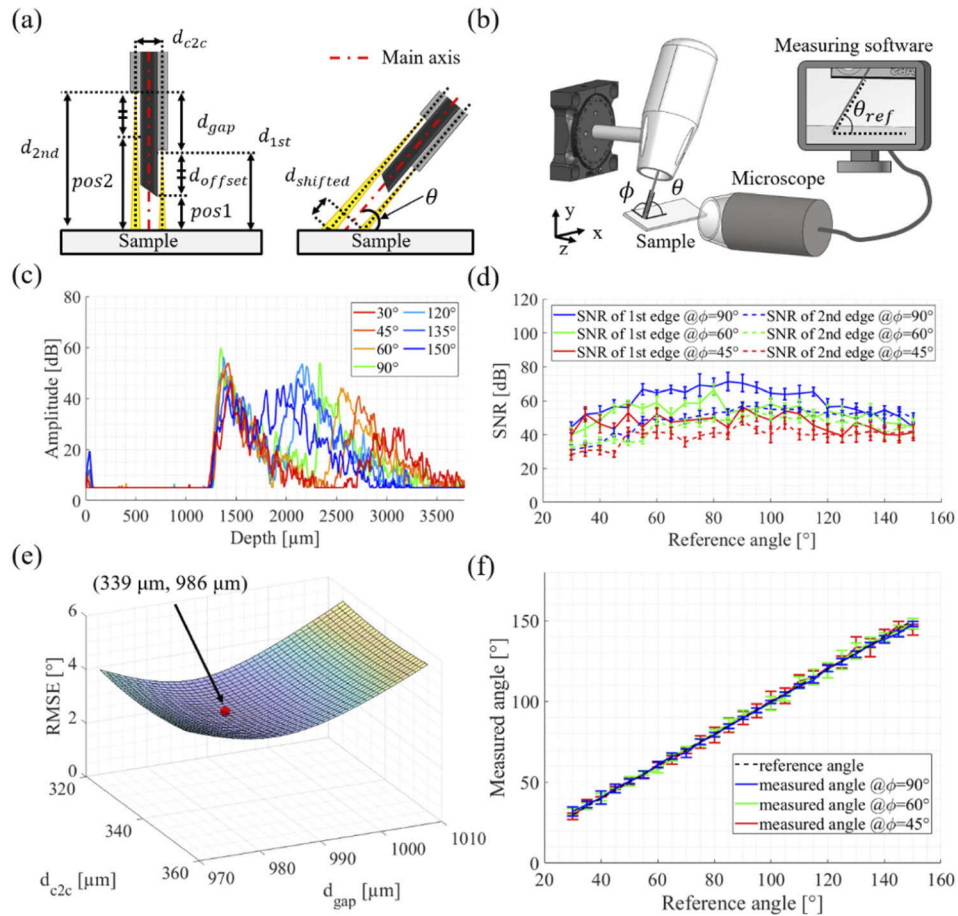 (a)
d_c2c
Main axis
d_2nd
d_gap
d_1st
pos2
d_offset
pos1
d_shifted
θ
Sample
Sample
(b)
Measuring software
θ_ref
ϕ
θ
Microscope
y
x
z
Sample
(c)
80
60
40
20
0
Amplitude [dB]
30°
45°
60°
90°
120°
135°
150°
0
500
1000
1500
2000
2500
3000
3500
Depth [μm]
(d)
120
100
80
60
40
20
0
SNR [dB]
SNR of 1st edge @ϕ=90°
SNR of 1st edge @ϕ=60°
SNR of 1st edge @ϕ=45°
SNR of 2nd edge @ϕ=90°
SNR of 2nd edge @ϕ=60°
SNR of 2nd edge @ϕ=45°
20
40
60
80
100
120
140
160
Reference angle [°]
(e)
(339 μm, 986 μm)
6
4
2
0
RMSE [°]
320
340
360
d_c2c [μm]
970
980
990
1000
1010
d_gap [μm]
(f)
150
100
50
0
Measured angle [°]
reference angle
measured angle @ϕ=90°
measured angle @ϕ=60°
measured angle @ϕ=45°
20
40
60
80
100
120
140
160
Reference angle [°]